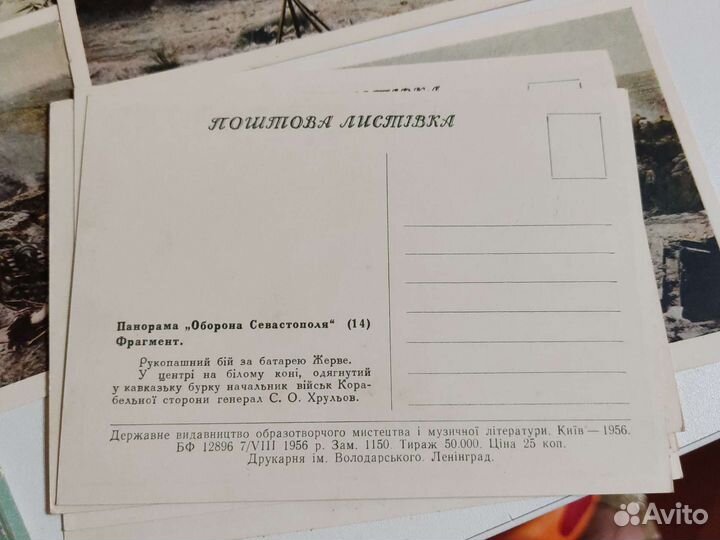 ПОШТОВА ЛИСТІВКА
Панорама „Оборона Севастополя" (14)
Фрагмент.
Рукопашний бій за батарею Жерве.
У центрі на білому коні, одягнутий
у кавказьку бурку начальник військ Кора-
бельної сторони генерал С. О. Хрульов.
Державне видавництво образотворчого мистецтва і музичної літератури. Київ — 1956.
БФ 12896 7/VIII 1956 р. Зам. 1150 Тираж 50.000. Ціна 25 коп.
Друкарня ім. Володарського. Ленінград.
Avito